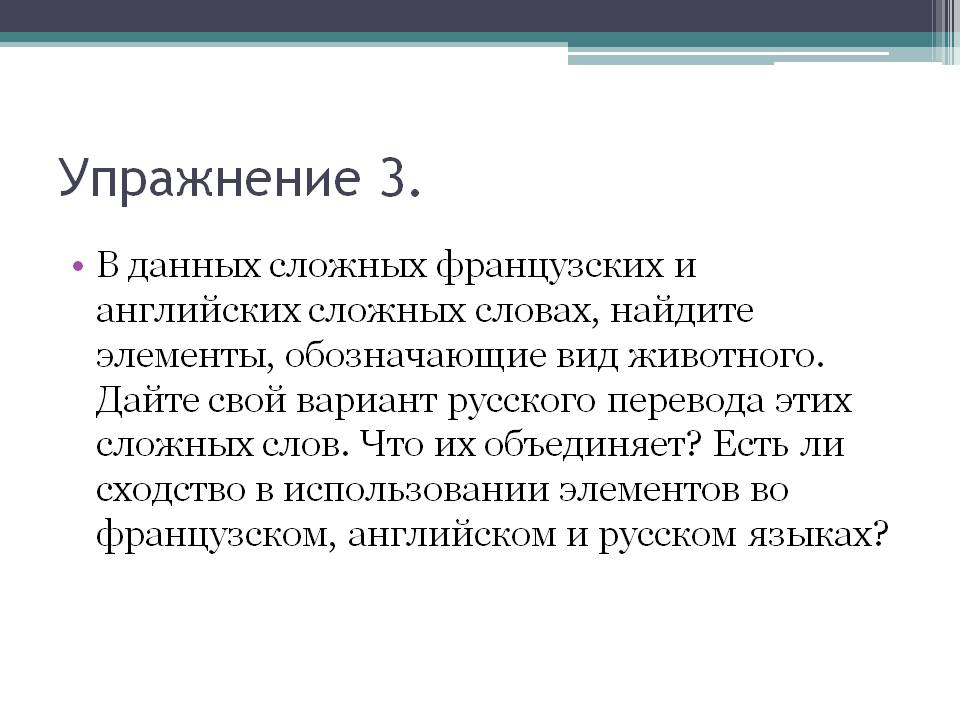 Упражнение 3.
• В данных сложных французских и
английских сложных словах, найдите
элементы, обозначающие вид животного.
Дайте свой вариант русского перевода этих
сложных слов. Что их объединяет? Есть ли
сходство в использовании элементов во
французском, английском и русском языках?